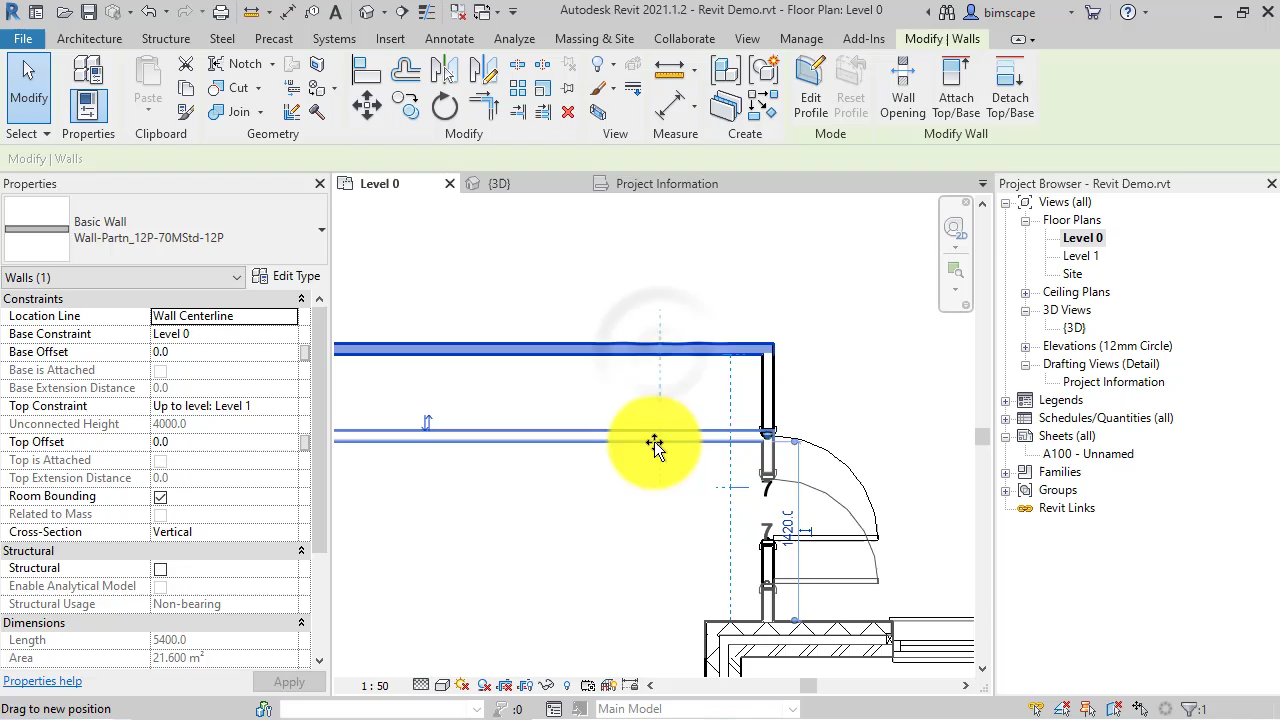 Autodesk Revit 2021.1.2 - Revit Demo.rvt - Floor Plan: Level 0
bimscape
File Architecture Structure Steel Precast Systems Insert Annotate Analyze Massing & Site Collaborate View Manage Add-Ins Modify | Walls
Modify
Select
Properties
Paste
Clipboard
Notch
Cut
Join
Geometry
Modify
View
Measure
Create
Edit Profile
Reset Profile
Mode
Wall Opening
Attach Top/Base
Detach Top/Base
Modify Wall
Modify | Walls
Properties
Basic Wall
Wall-Partn_12P-70MStd-12P
Walls (1)
Edit Type
Constraints
Location Line Wall Centerline
Base Constraint Level 0
Base Offset 0.0
Base is Attached
Base Extension Distance 0.0
Top Constraint Up to level: Level 1
Unconnected Height 4000.0
Top Offset 0.0
Top is Attached
Top Extension Distance 0.0
Room Bounding
Related to Mass
Cross-Section Vertical
Structural
Structural
Enable Analytical Model
Structural Usage Non-bearing
Dimensions
Length 5400.0
Area 21.600 m²
Properties help
Apply
Level 0
{3D}
Project Information
2D
7
7
1420.0
1 : 50
Project Browser - Revit Demo.rvt
Views (all)
Floor Plans
Level 0
Level 1
Site
Ceiling Plans
3D Views
{3D}
Elevations (12mm Circle)
Drafting Views (Detail)
Project Information
Legends
Schedules/Quantities (all)
Sheets (all)
A100 - Unnamed
Families
Groups
Revit Links
Drag to new position
:0
Main Model
:1